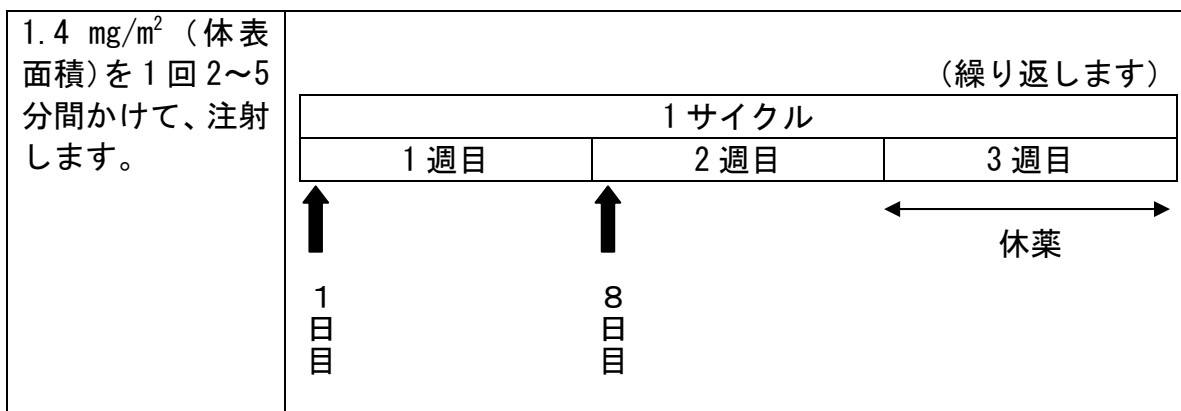 1.4 mg/m² (体表
面積)を1回2～5
分間かけて、注射
します。
(繰り返します)
1サイクル
1週目 2週目 3週目
休薬
1日目 8日目